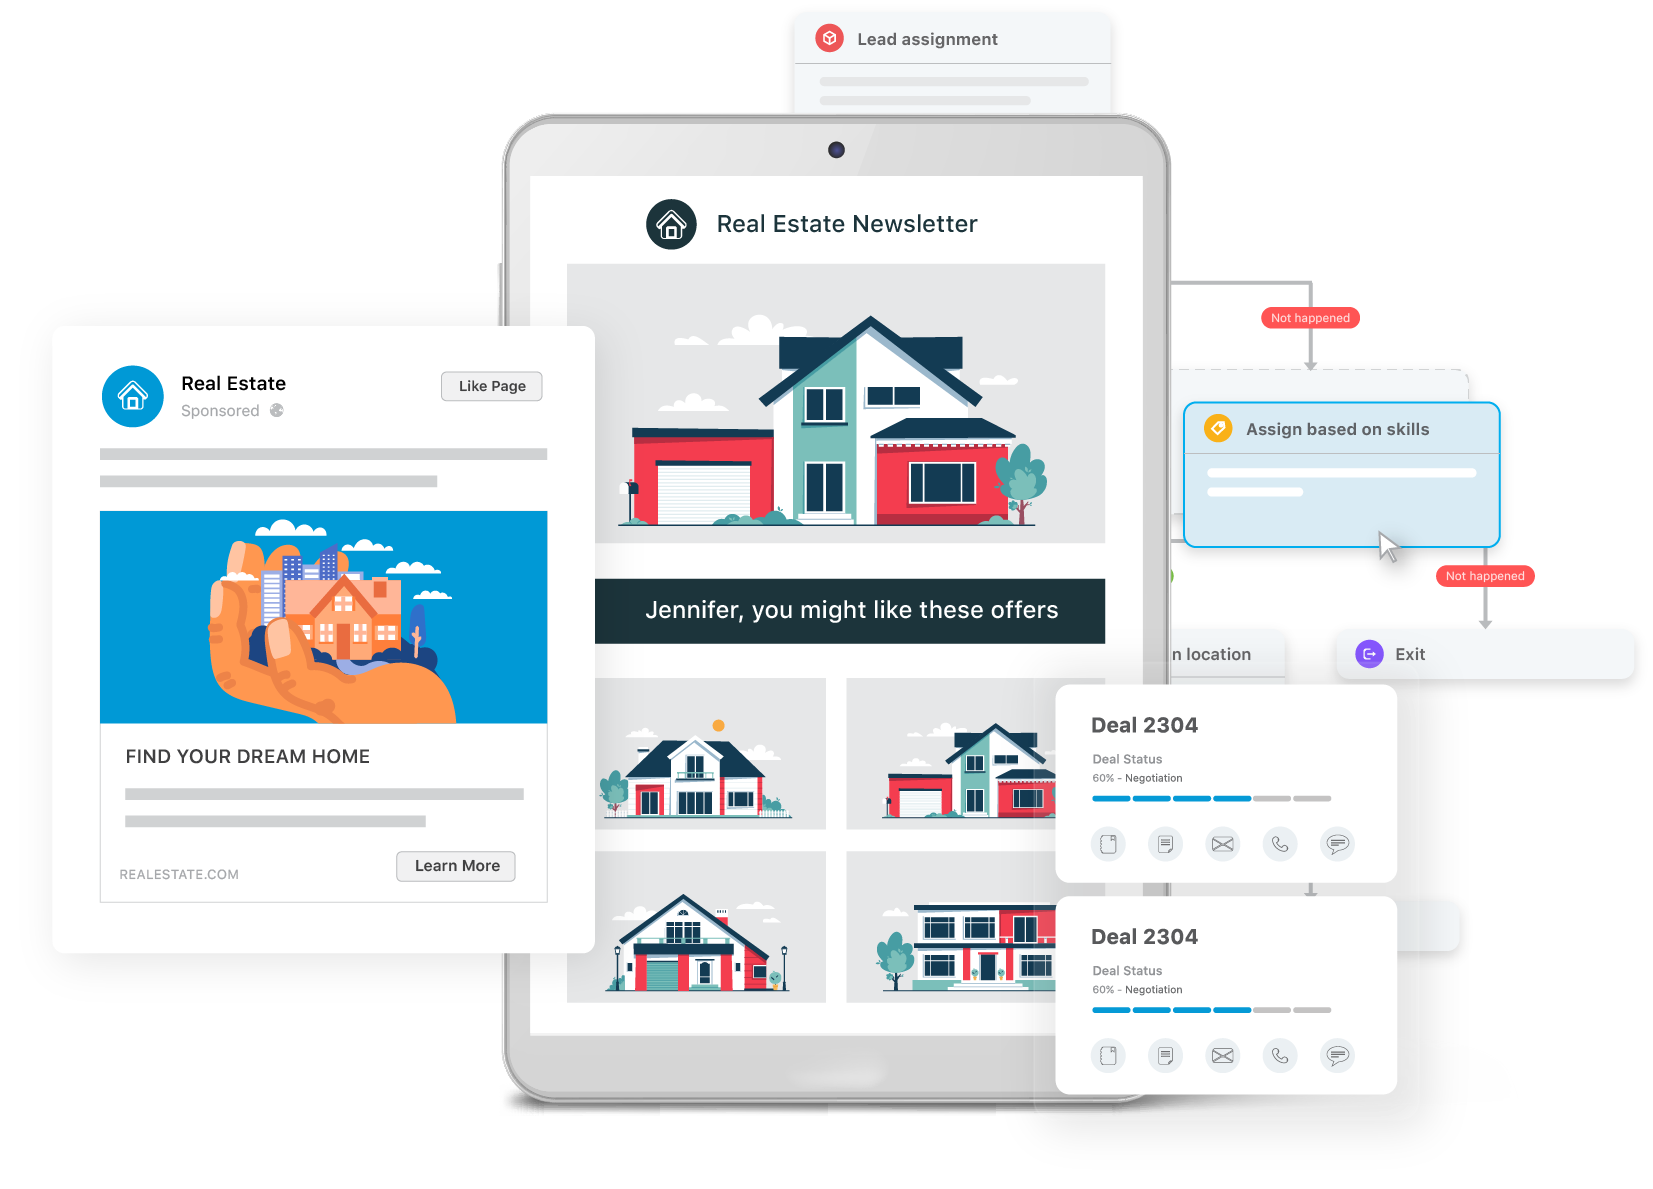 Lead assignment
Real Estate Newsletter
Not happened
Real Estate
Sponsored
Like Page
Assign based on skills
Not happened
Jennifer, you might like these offers
n location
Exit
FIND YOUR DREAM HOME
REALESTATE.COM
Learn More
Deal 2304
Deal Status
60% - Negotiation
Deal 2304
Deal Status
60% - Negotiation